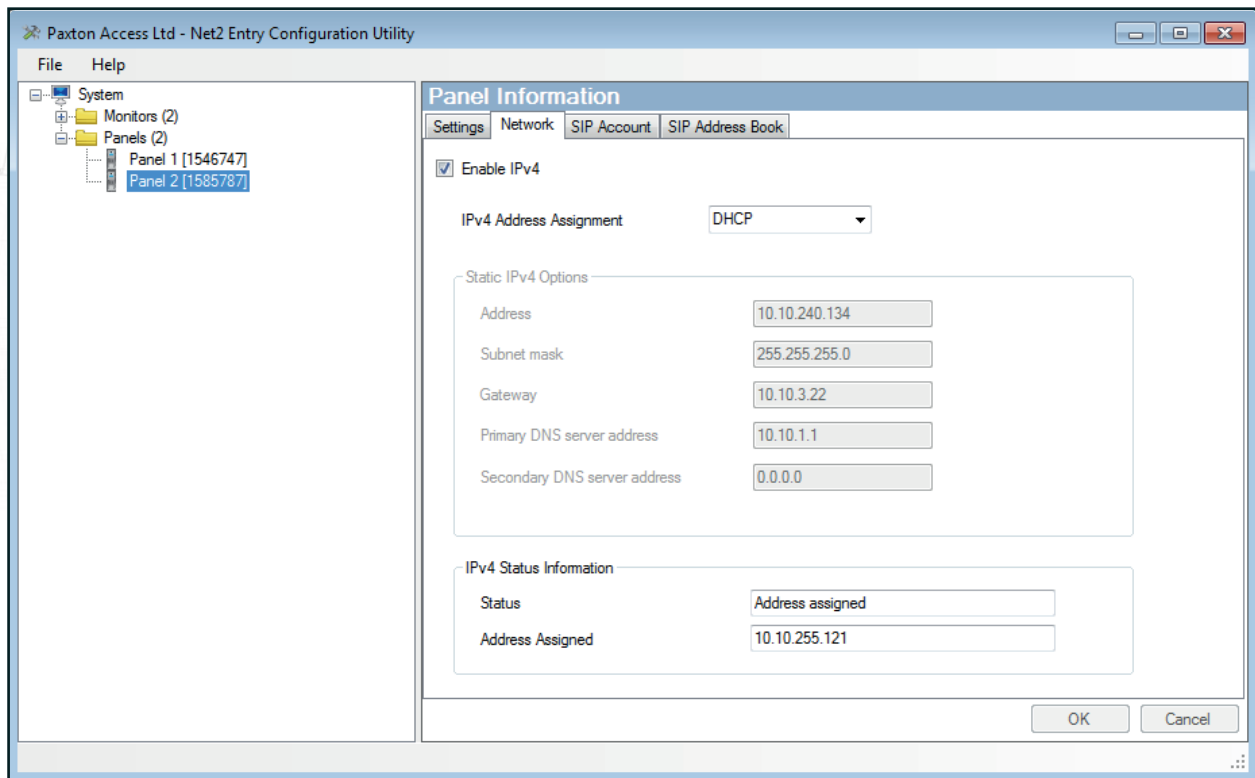 Paxton Access Ltd - Net2 Entry Configuration Utility
File Help
System
Monitors (2)
Panels (2)
Panel 1 [1546747]
Panel 2 [1585787]
Panel Information
Settings Network SIP Account SIP Address Book
Enable IPv4
IPv4 Address Assignment DHCP
Static IPv4 Options
Address 10.10.240.134
Subnet mask 255.255.255.0
Gateway 10.10.3.22
Primary DNS server address 10.10.1.1
Secondary DNS server address 0.0.0.0
IPv4 Status Information
Status Address assigned
Address Assigned 10.10.255.121
OK Cancel